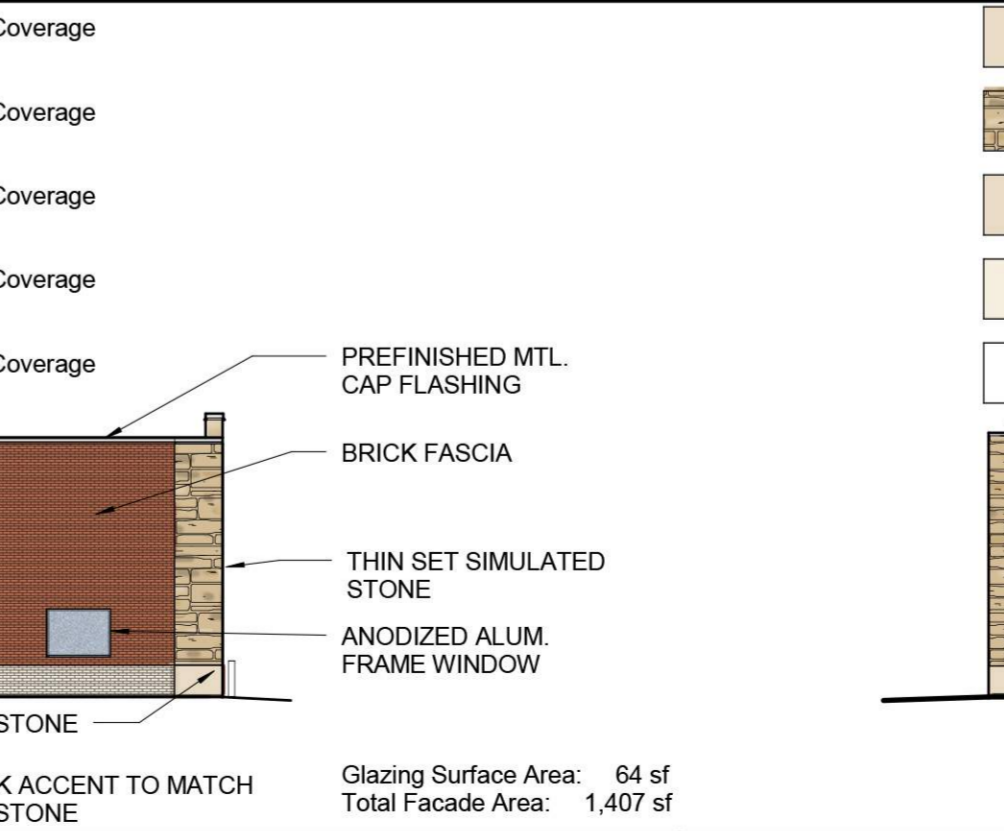 Coverage
Coverage
Coverage
Coverage
Coverage
PREFINISHED MTL.
CAP FLASHING
BRICK FASCIA
THIN SET SIMULATED
STONE
ANODIZED ALUM.
FRAME WINDOW
STONE
K ACCENT TO MATCH
STONE
Glazing Surface Area: 64 sf
Total Facade Area: 1,407 sf